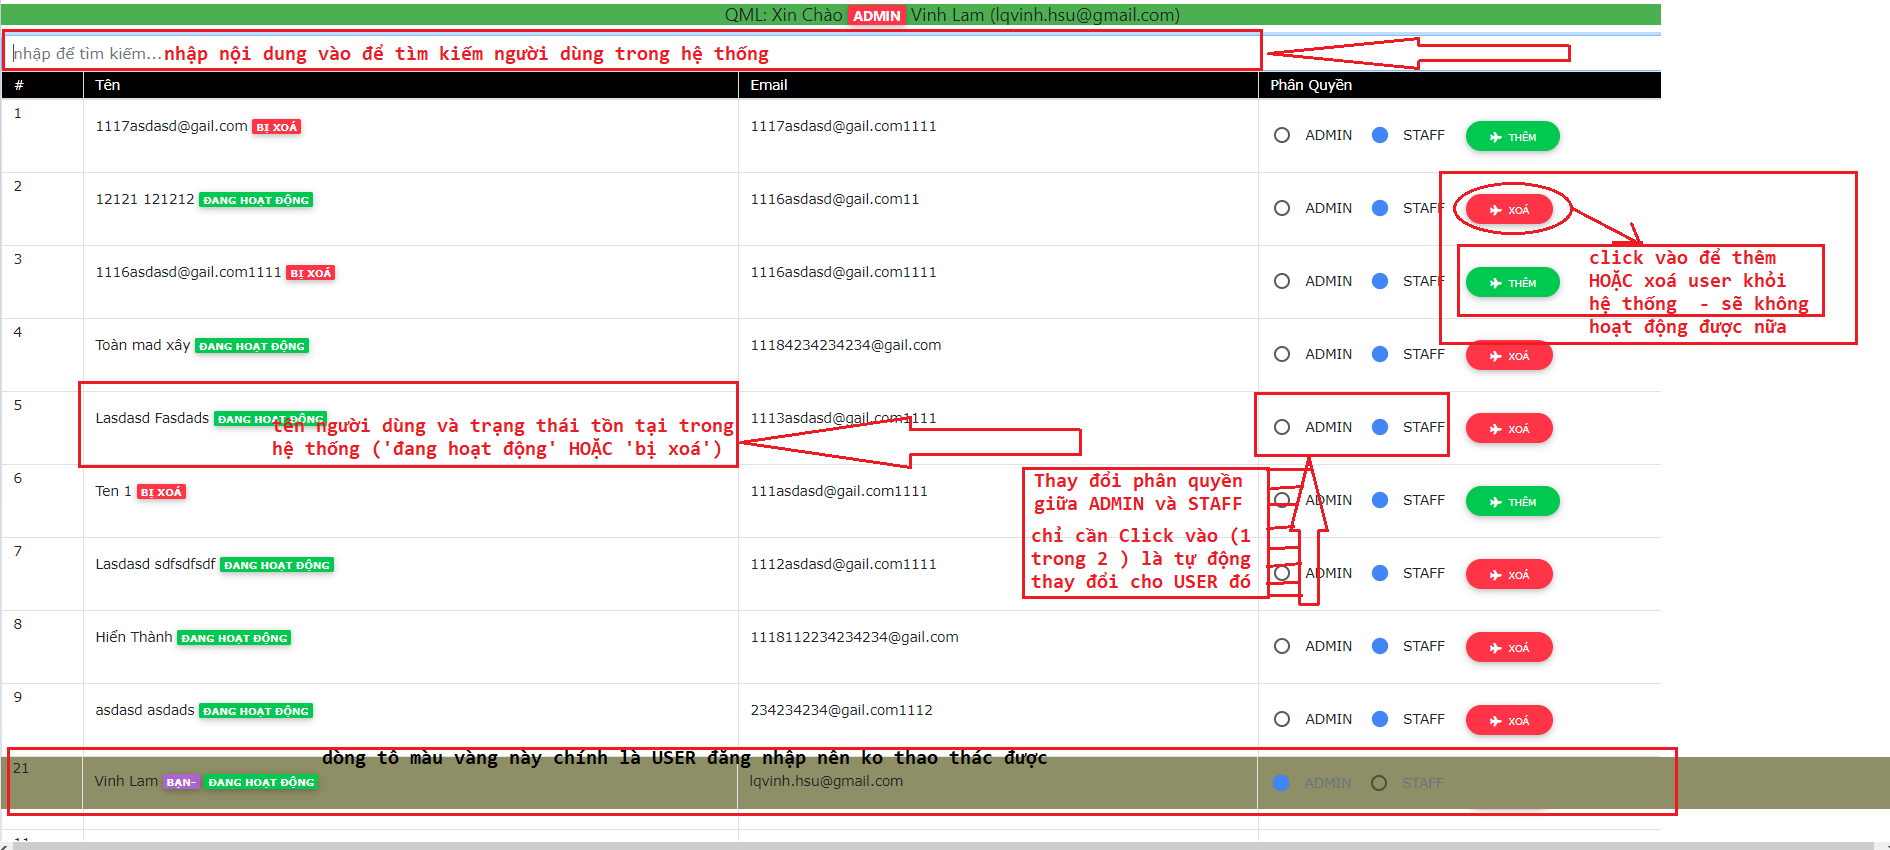 QML: Xin Chào ADMIN Vinh Lam (lqvinh.hsu@gmail.com)
nhập để tìm kiếm... nhập nội dung vào để tìm kiếm người dùng trong hệ thống
# Tên Email Phân Quyền
1 1117asdasd@gail.com BỊ XOÁ 1117asdasd@gail.com1111 ADMIN STAFF THÊM
2 12121 121212 ĐANG HOẠT ĐỘNG 1116asdasd@gail.com11 ADMIN STAFF XOÁ
3 1116asdasd@gail.com1111 BỊ XOÁ 1116asdasd@gail.com1111 ADMIN STAFF THÊM
click vào để thêm
HOẶC xoá user khỏi
hệ thống - sẽ không
hoạt động được nữa
4 Toàn mad xây ĐANG HOẠT ĐỘNG 11184234234234@gail.com ADMIN STAFF XOÁ
5 Lasdasd Fasdads ĐANG HOẠT ĐỘNG 1113asdasd@gail.com1111 ADMIN STAFF XOÁ
tên người dùng và trạng thái tồn tại trong
hệ thống ('đang hoạt động' HOẶC 'bị xoá')
6 Ten 1 BỊ XOÁ 111asdasd@gail.com1111 ADMIN STAFF THÊM
Thay đổi phân quyền
giữa ADMIN và STAFF
chỉ cần Click vào (1
trong 2 ) là tự động
thay đổi cho USER đó
7 Lasdasd sdfsdfsdf ĐANG HOẠT ĐỘNG 1112asdasd@gail.com1111 ADMIN STAFF XOÁ
8 Hiến Thành ĐANG HOẠT ĐỘNG 1118112234234234@gail.com ADMIN STAFF XOÁ
9 asdasd asdads ĐANG HOẠT ĐỘNG 234234234@gail.com1112 ADMIN STAFF XOÁ
dòng tô màu vàng này chính là USER đăng nhập nên ko thao thác được
21 Vinh Lam BẠN- ĐANG HOẠT ĐỘNG lqvinh.hsu@gmail.com ADMIN STAFF